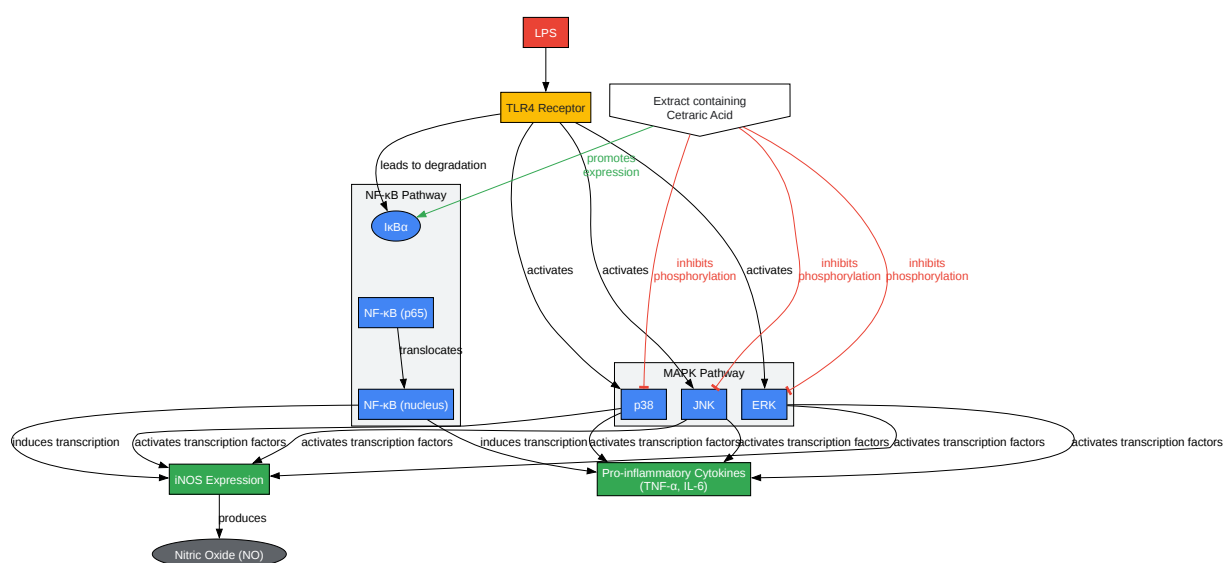 LPS
TLR4 Receptor
Extract containing
Cetraric Acid
promotes
expression
leads to degradation
NF-κB Pathway
IκBα
activates
activates
activates
inhibits
phosphorylation
inhibits
phosphorylation
inhibits
phosphorylation
NF-κB (p65)
translocates
MAPK Pathway
NF-κB (nucleus)
p38
JNK
ERK
induces transcription
activates transcription factors
activates transcription factors
induces transcription
activates transcription factors
activates transcription factors
activates transcription factors
activates transcription factors
iNOS Expression
Pro-inflammatory Cytokines
(TNF-α, IL-6)
produces
Nitric Oxide (NO)